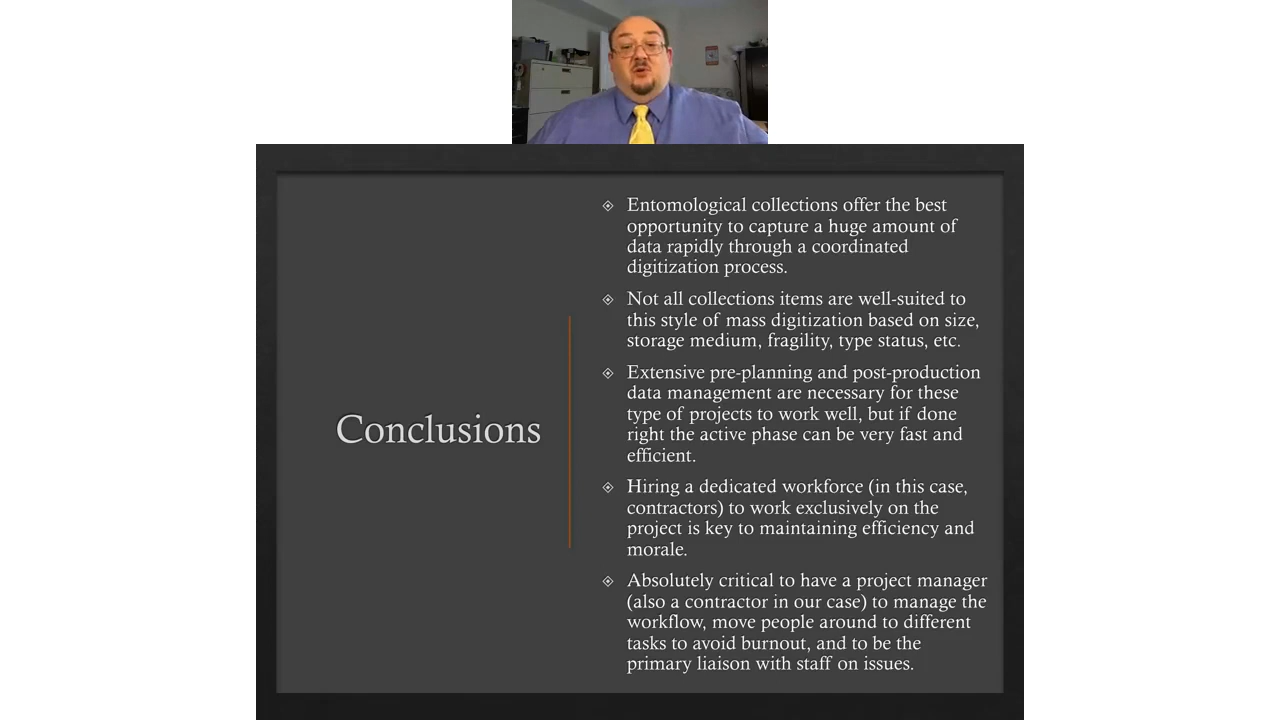 Conclusions
Entomological collections offer the best
opportunity to capture a huge amount of
data rapidly through a coordinated
digitization process.
Not all collections items are well-suited to
this style of mass digitization based on size,
storage medium, fragility, type status, etc.
Extensive pre-planning and post-production
data management are necessary for these
type of projects to work well, but if done
right the active phase can be very fast and
efficient.
Hiring a dedicated workforce (in this case,
contractors) to work exclusively on the
project is key to maintaining efficiency and
morale.
Absolutely critical to have a project manager
(also a contractor in our case) to manage the
workflow, move people around to different
tasks to avoid burnout, and to be the
primary liaison with staff on issues.